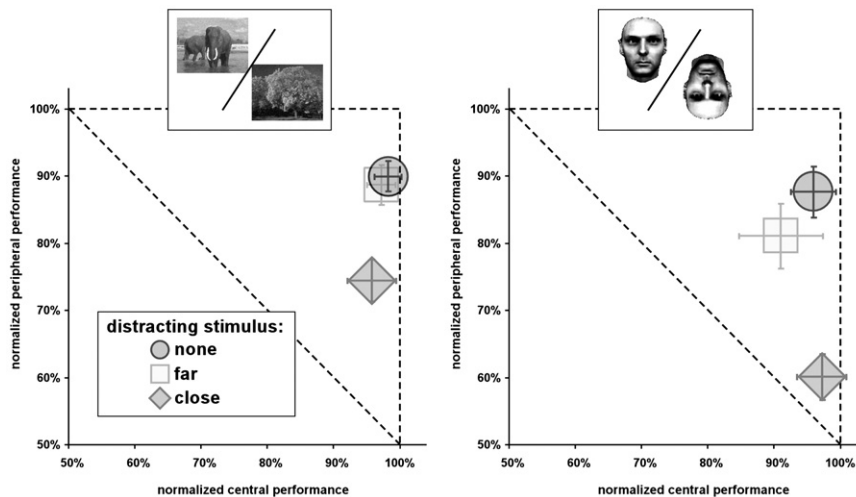 100%
90%
80%
70%
60%
50%
50% 60% 70% 80% 90% 100%
normalized peripheral performance
normalized central performance
distracting stimulus:
none
far
close
100%
90%
80%
70%
60%
50%
50% 60% 70% 80% 90% 100%
normalized peripheral performance
normalized central performance